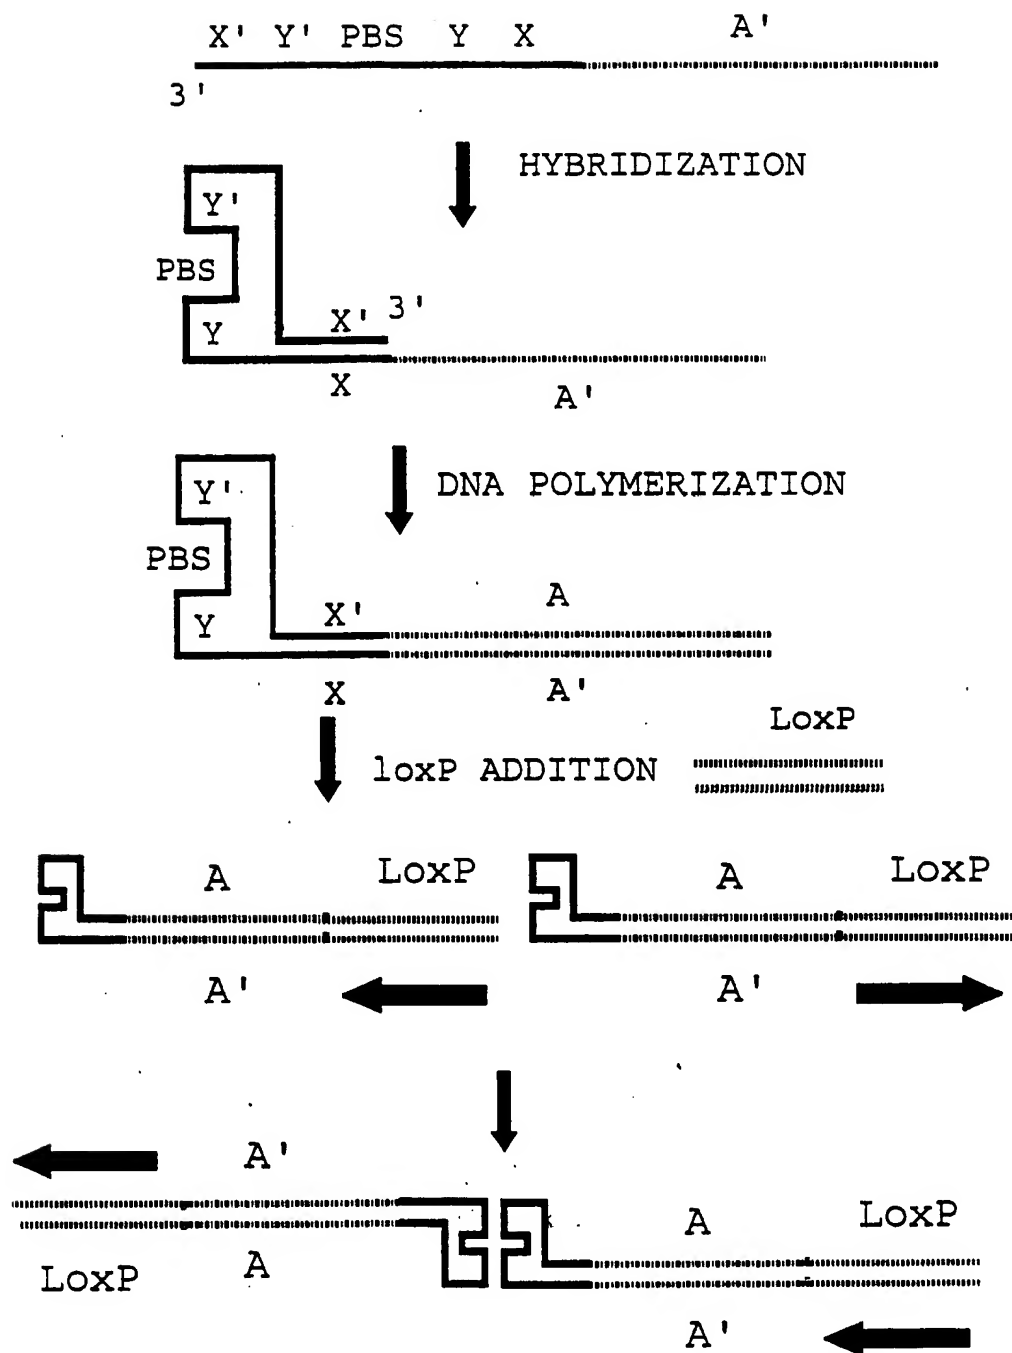 X' Y' PBS Y X A'
3'
HYBRIDIZATION
Y'
PBS
Y X' 3'
X A'
DNA POLYMERIZATION
Y'
PBS
A
Y X'
X A'
LoxP
loxP ADDITION
A LoxP A LoxP
A' A'
A'
A LoxP
LoxP A
A'